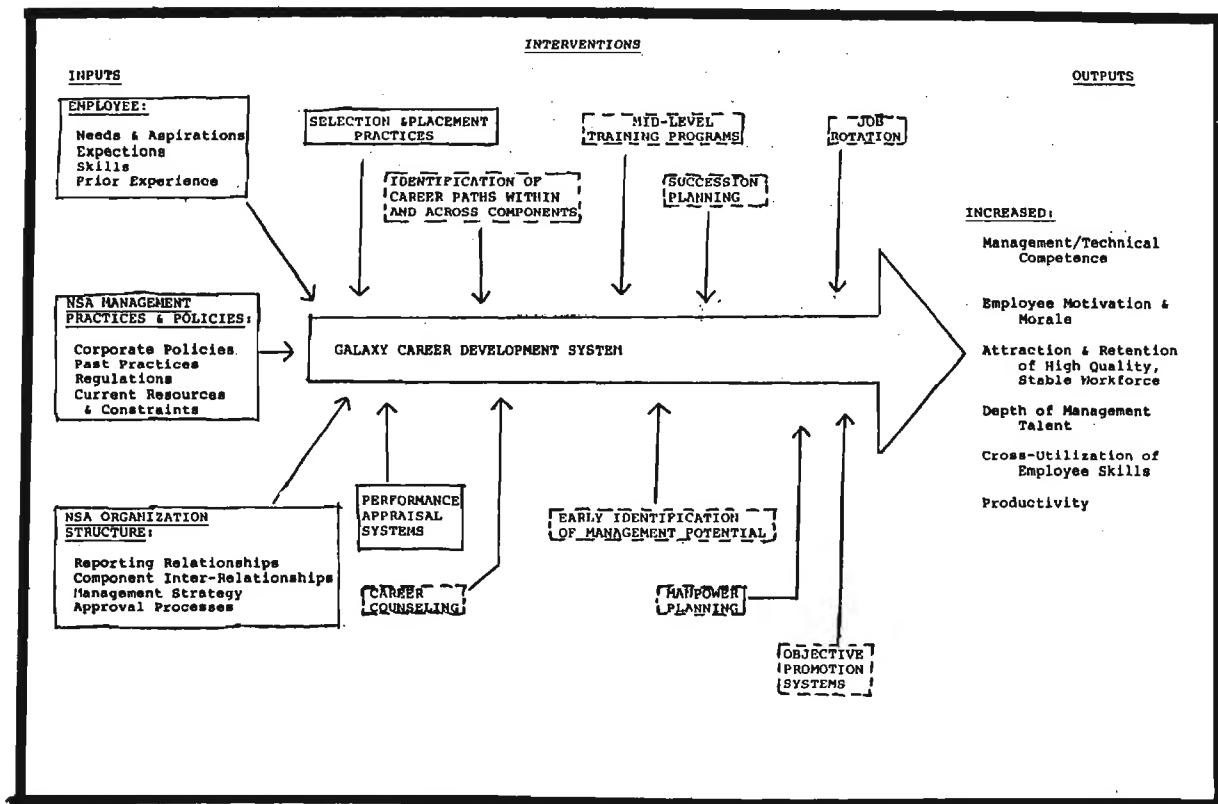 INTERVENTIONS
INPUTS
OUTPUTS
EMPLOYEE:
Needs & Aspirations
Expections
Skills
Prior Experience
SELECTION &PLACEMENT
PRACTICES
IDENTIFICATION OF
CAREER PATHS WITHIN
AND ACROSS COMPONENTS
MID-LEVEL
TRAINING PROGRAMS
SUCCESSION
PLANNING
JOB
ROTATION
NSA MANAGEMENT
PRACTICES & POLICIES:
Corporate Policies
Past Practices
Regulations
Current Resources
& Constraints
GALAXY CAREER DEVELOPMENT SYSTEM
INCREASED:
Management/Technical
Competence
Employee Motivation &
Morale
Attraction & Retention
of High Quality,
Stable Workforce
Depth of Management
Talent
Cross-Utilization of
Employee Skills
Productivity
NSA ORGANIZATION
STRUCTURE:
Reporting Relationships
Component Inter-Relationships
Management Strategy
Approval Processes
PERFORMANCE
APPRAISAL
SYSTEMS
CAREER
COUNSELING
EARLY IDENTIFICATION
OF MANAGEMENT POTENTIAL
MANPOWER
PLANNING
OBJECTIVE
PROMOTION
SYSTEMS